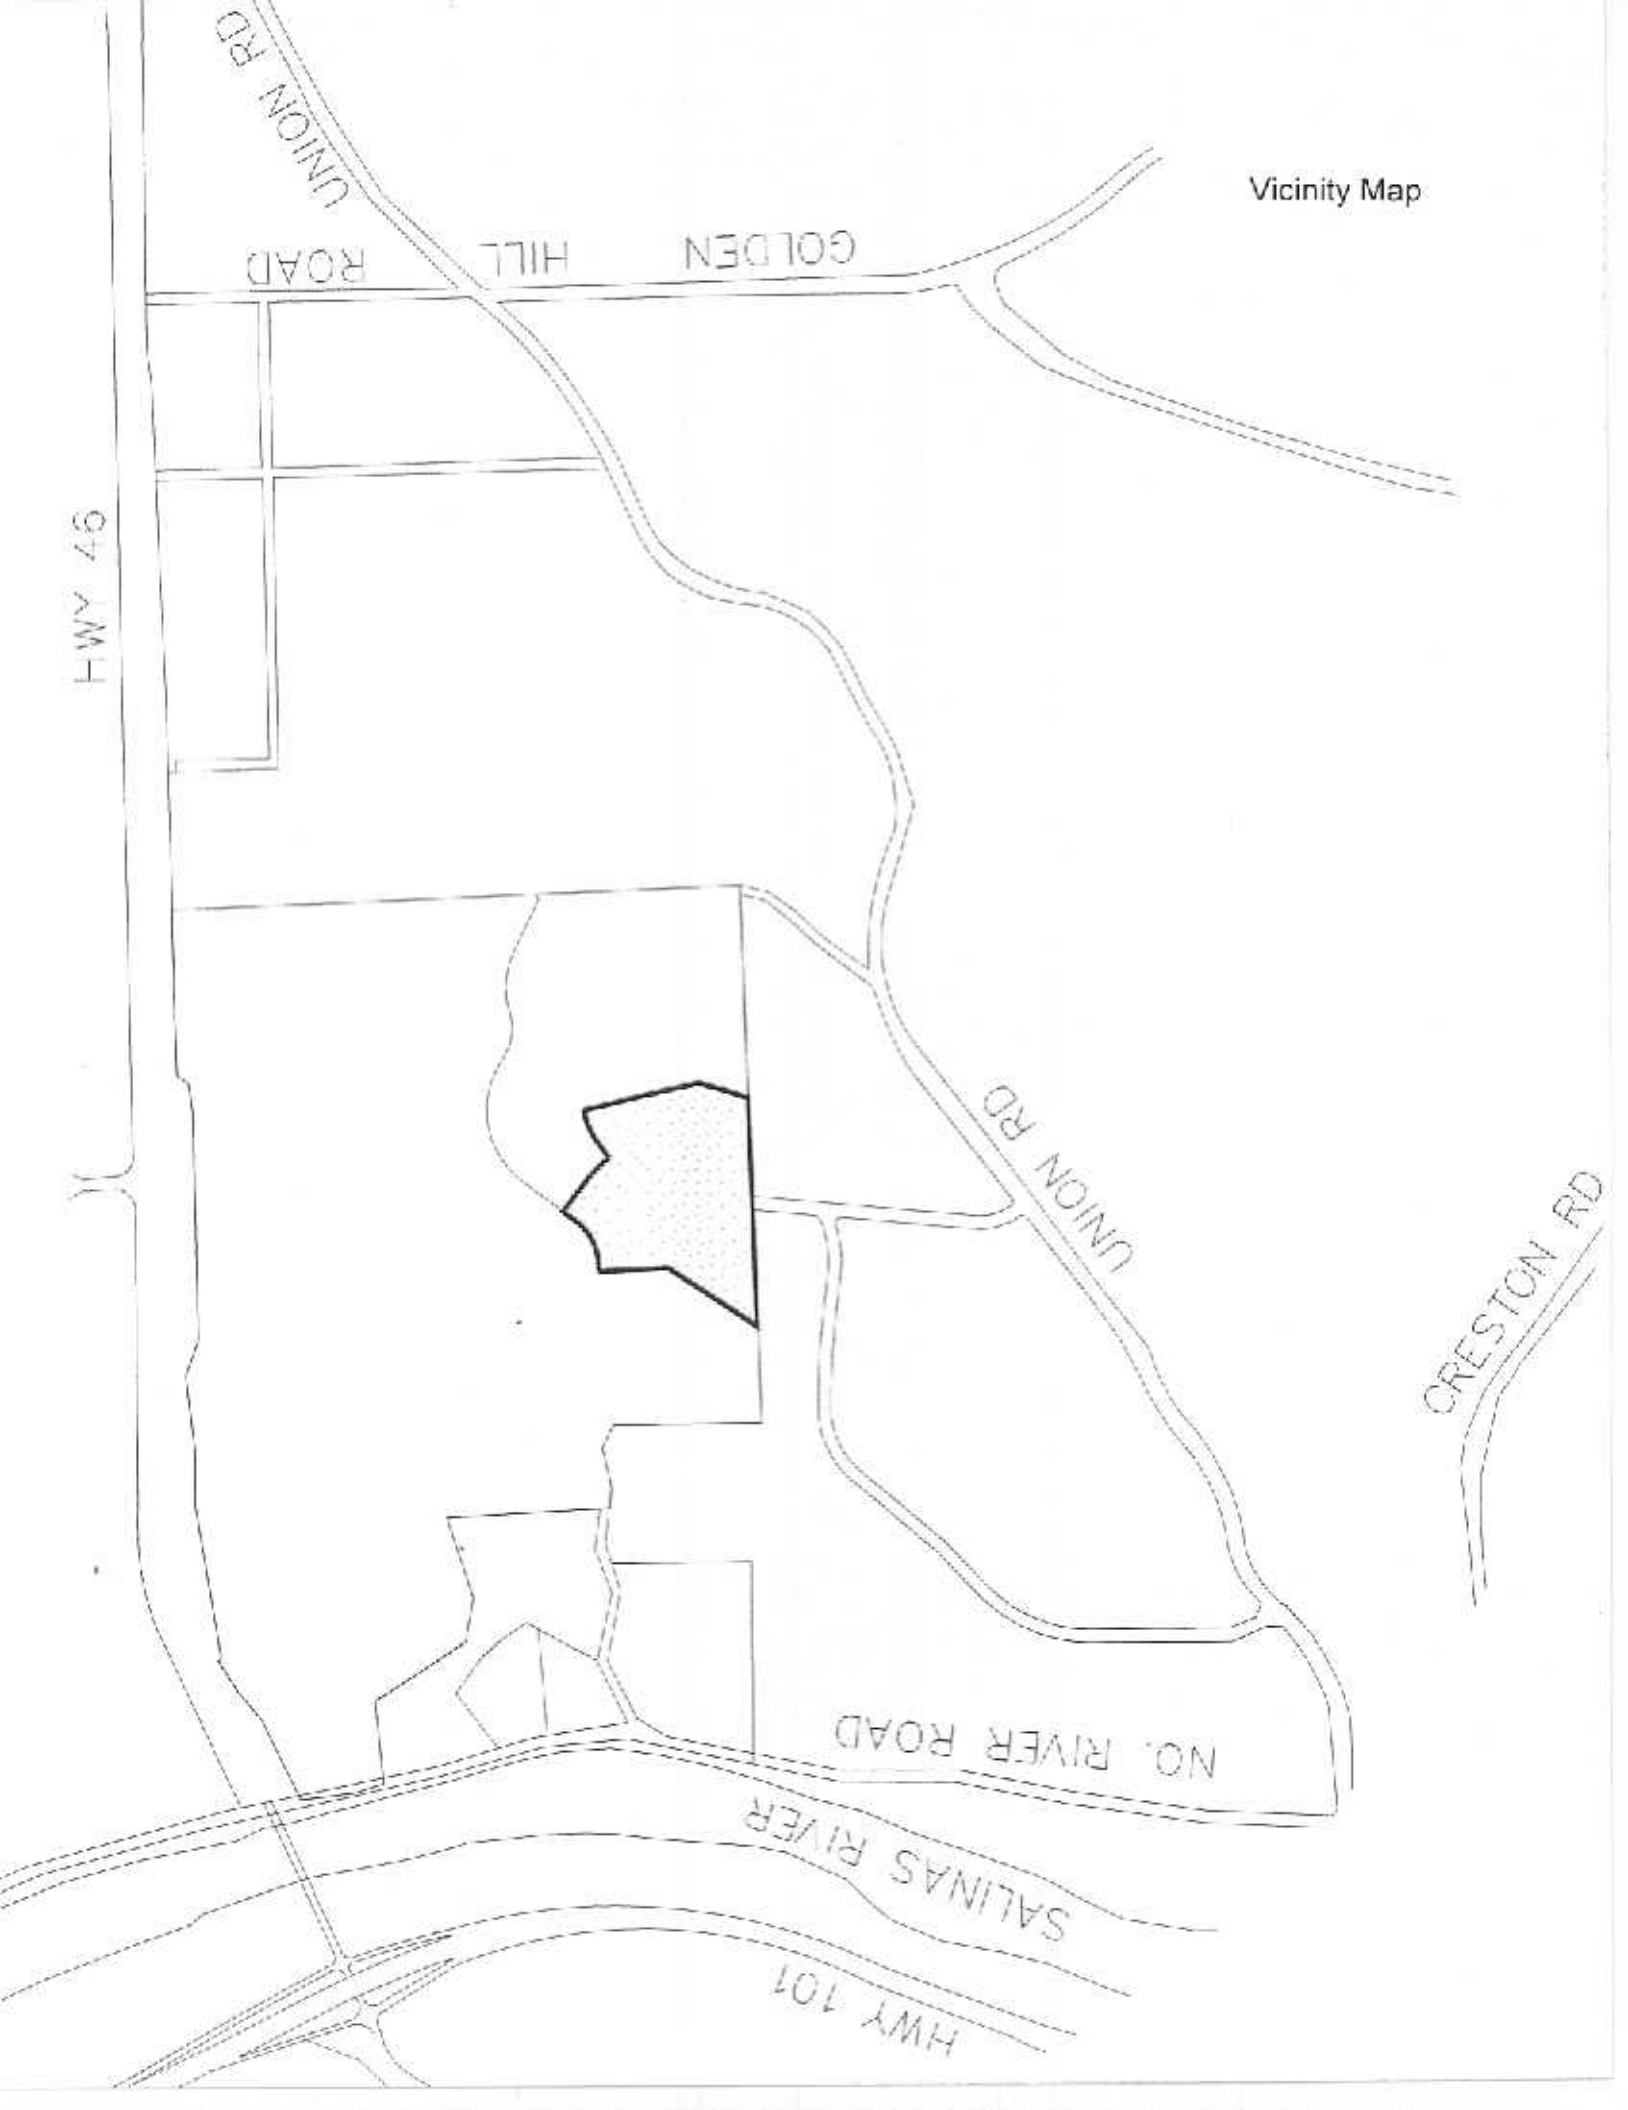 UNION RD
Vicinity Map
GOLDEN HILL ROAD
HWY 46
UNION RD
CRESTON RD
NO. RIVER ROAD
SALINAS RIVER
HWY 101